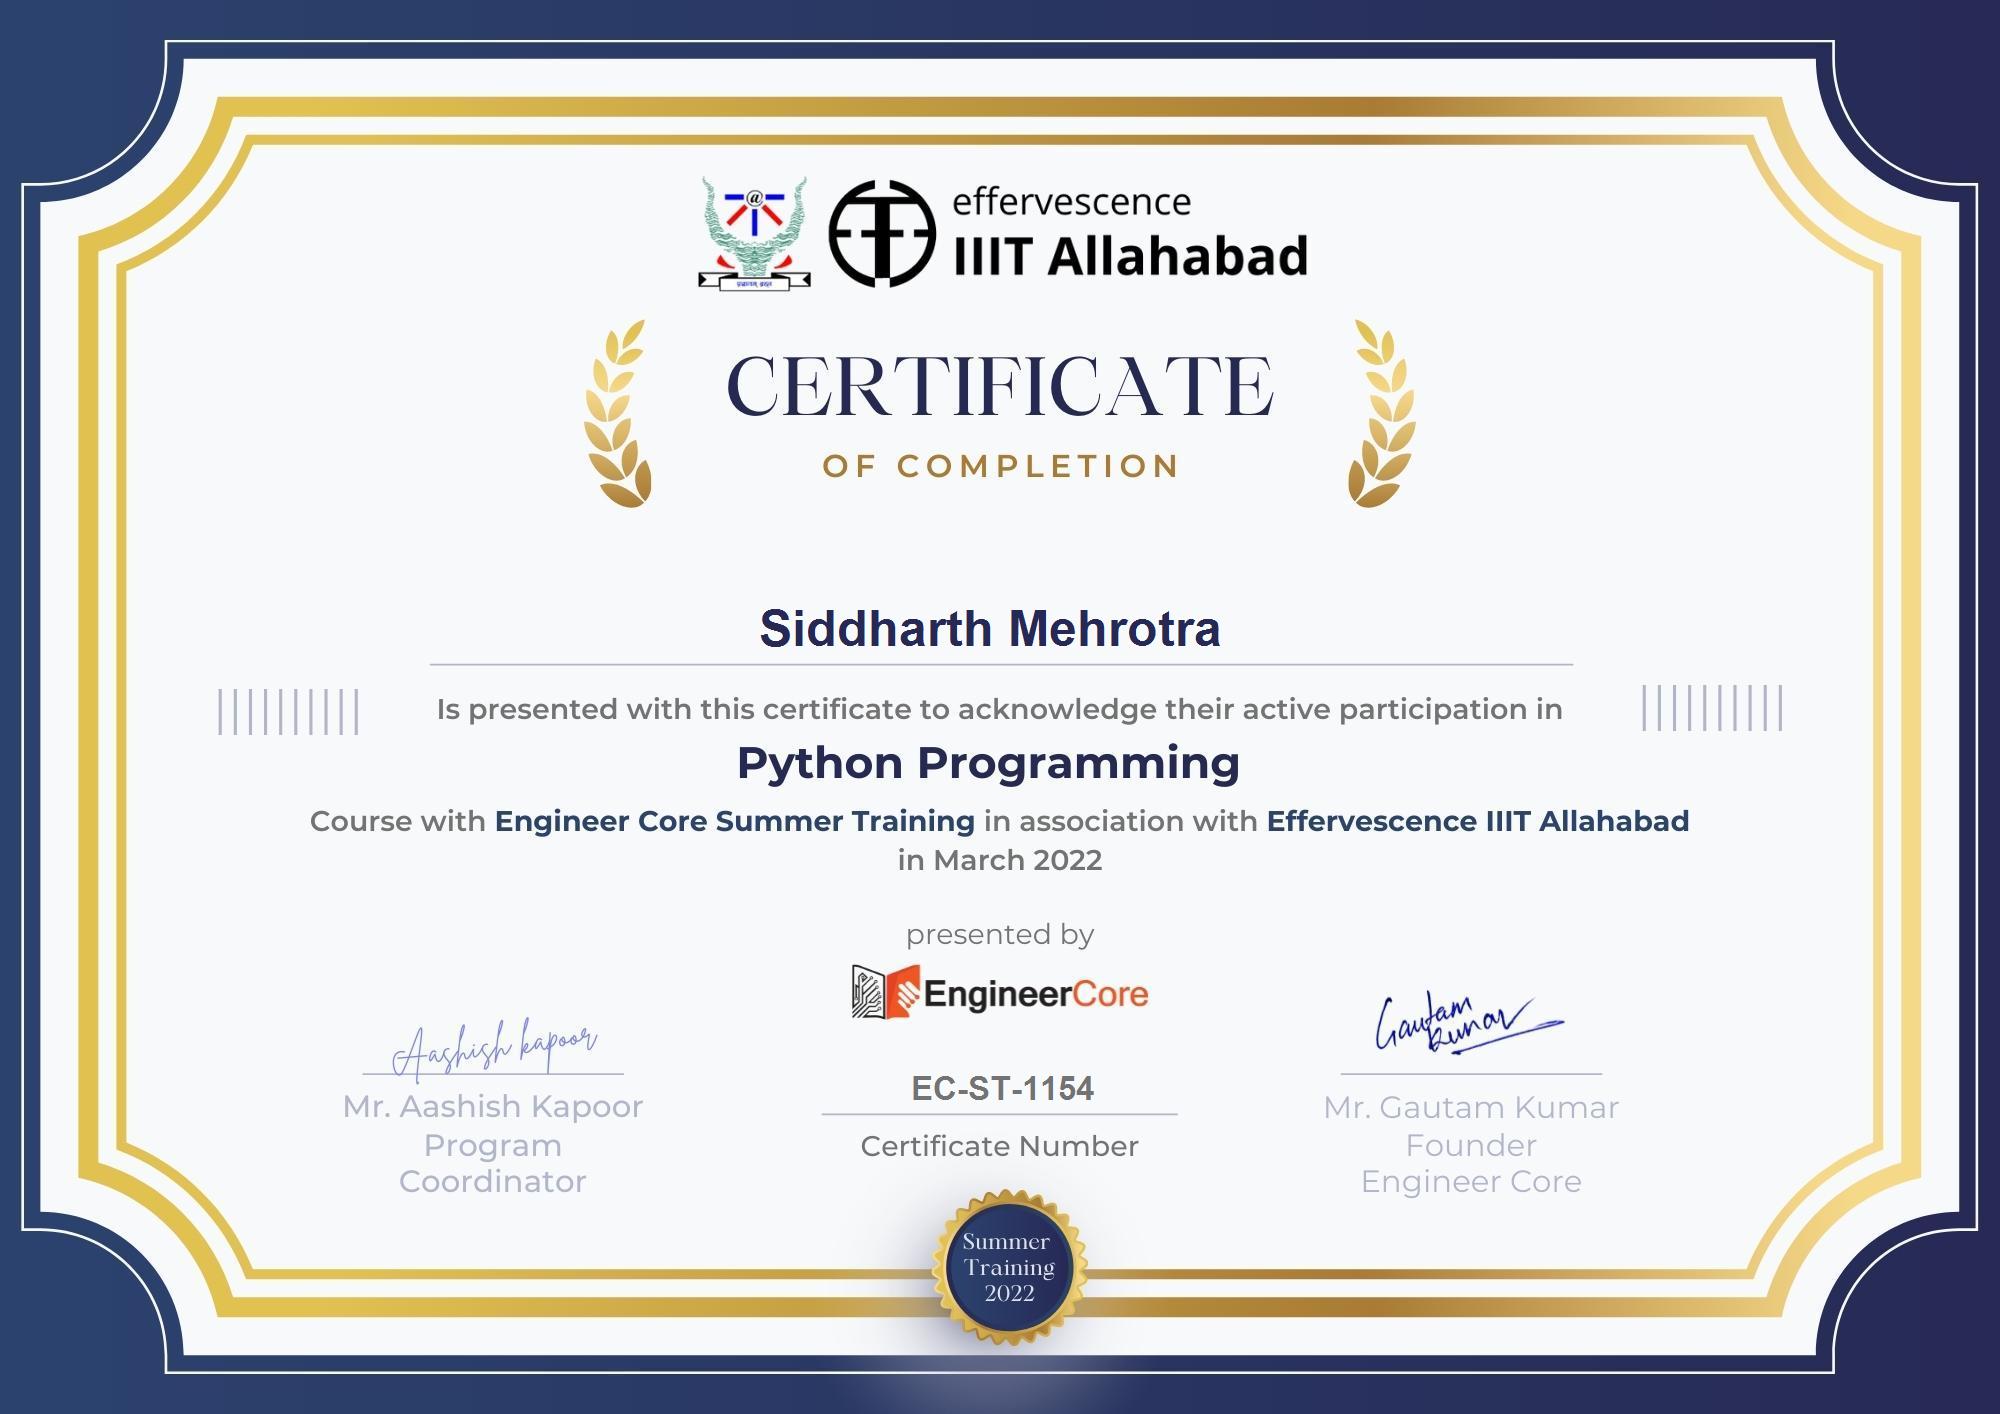 effervescence
IIIT Allahabad
CERTIFICATE
OF COMPLETION
Siddharth Mehrotra
Is presented with this certificate to acknowledge their active participation in
Python Programming
Course with Engineer Core Summer Training in association with Effervescence IIIT Allahabad
in March 2022
presented by
EngineerCore
Aashish kapoor
Gautam
Kumar
EC-ST-1154
Mr. Aashish Kapoor
Program
Coordinator
Certificate Number
Mr. Gautam Kumar
Founder
Engineer Core
Summer
Training
2022